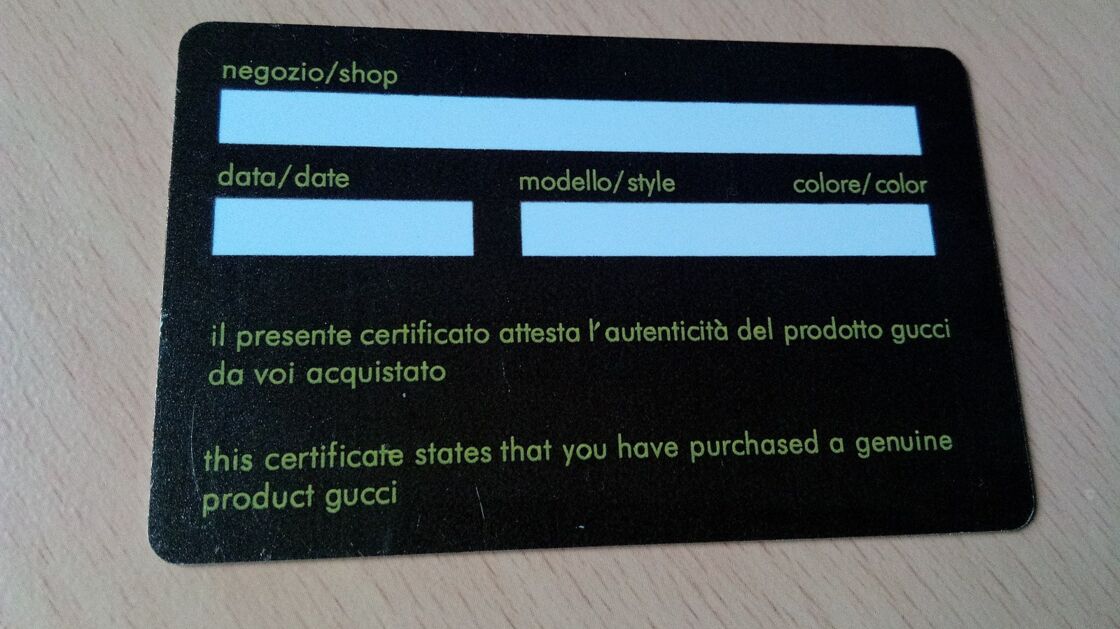 negozio/shop
data/date
modello/style
colore/color
il presente certificato attesta l'autenticità del prodotto gucci
da voi acquistato
this certificate states that you have purchased a genuine
product gucci